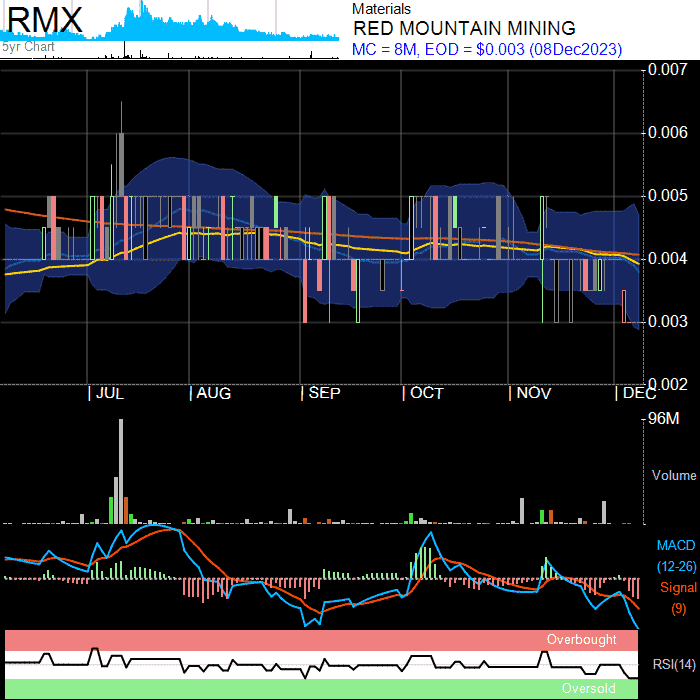 RMX
5yr Chart
Materials
RED MOUNTAIN MINING
MC = 8M, EOD = $0.003 (08Dec2023)
0.007
0.006
0.005
0.004
0.003
0.002
| JUL | AUG | SEP | OCT | NOV | DEC
96M
Volume
MACD
(12-26)
Signal
(9)
Overbought
RSI(14)
Oversold